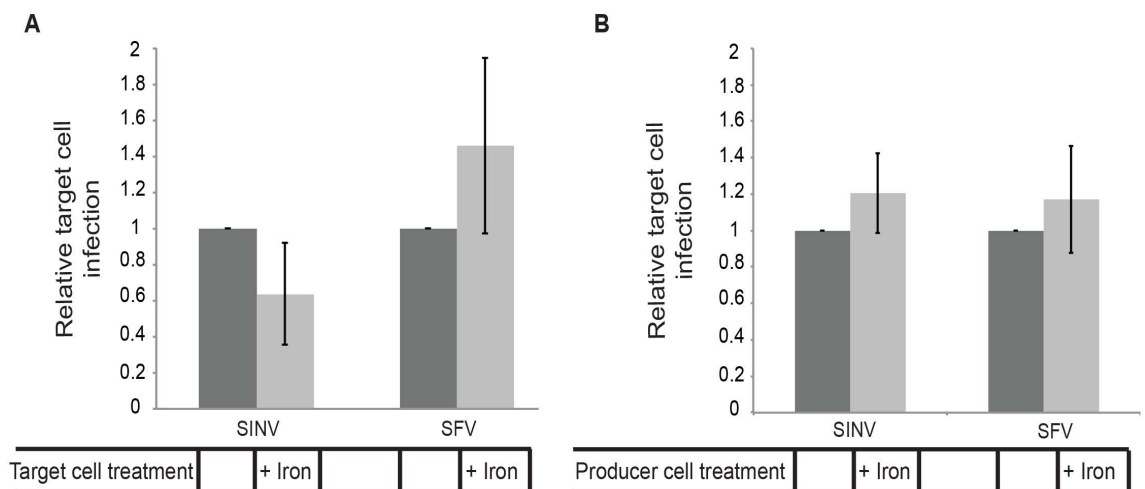 A
Relative target cell
infection
2
1.8
1.6
1.4
1.2
1
0.8
0.6
0.4
0.2
0
SINV
SFV
Target cell treatment
+ Iron
+ Iron
B
Relative target cell
infection
2
1.8
1.6
1.4
1.2
1
0.8
0.6
0.4
0.2
0
SINV
SFV
Producer cell treatment
+ Iron
+ Iron